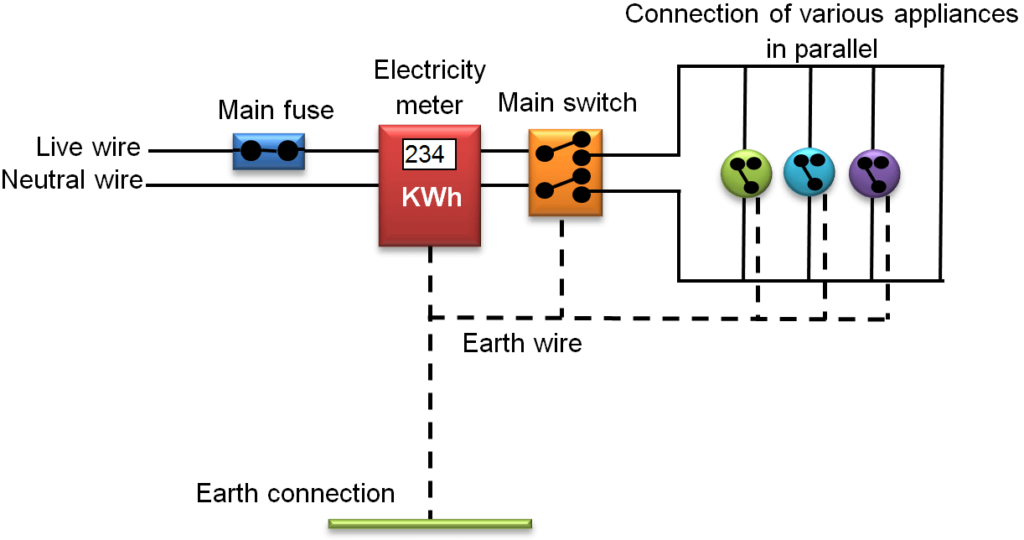 Connection of various appliances
in parallel
Electricity
meter
Main switch
Main fuse
Live wire
Neutral wire
234
KWh
Earth wire
Earth connection